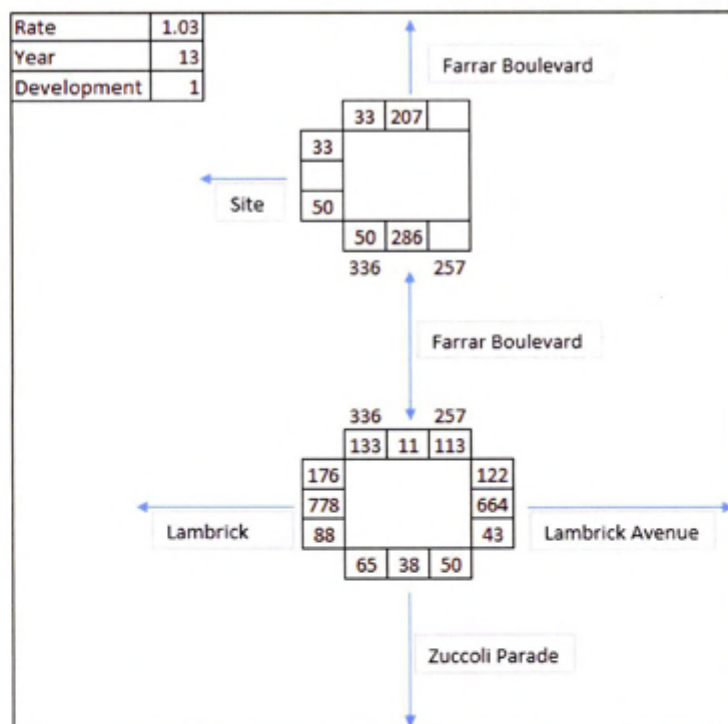 Rate 1.03
Year 13
Development 1
Farrar Boulevard
33 207
33
Site
50
50 286
336 257
Farrar Boulevard
336 257
133 11 113
176 122
778 664
Lambrick Lambrick Avenue
88 43
65 38 50
Zuccoli Parade